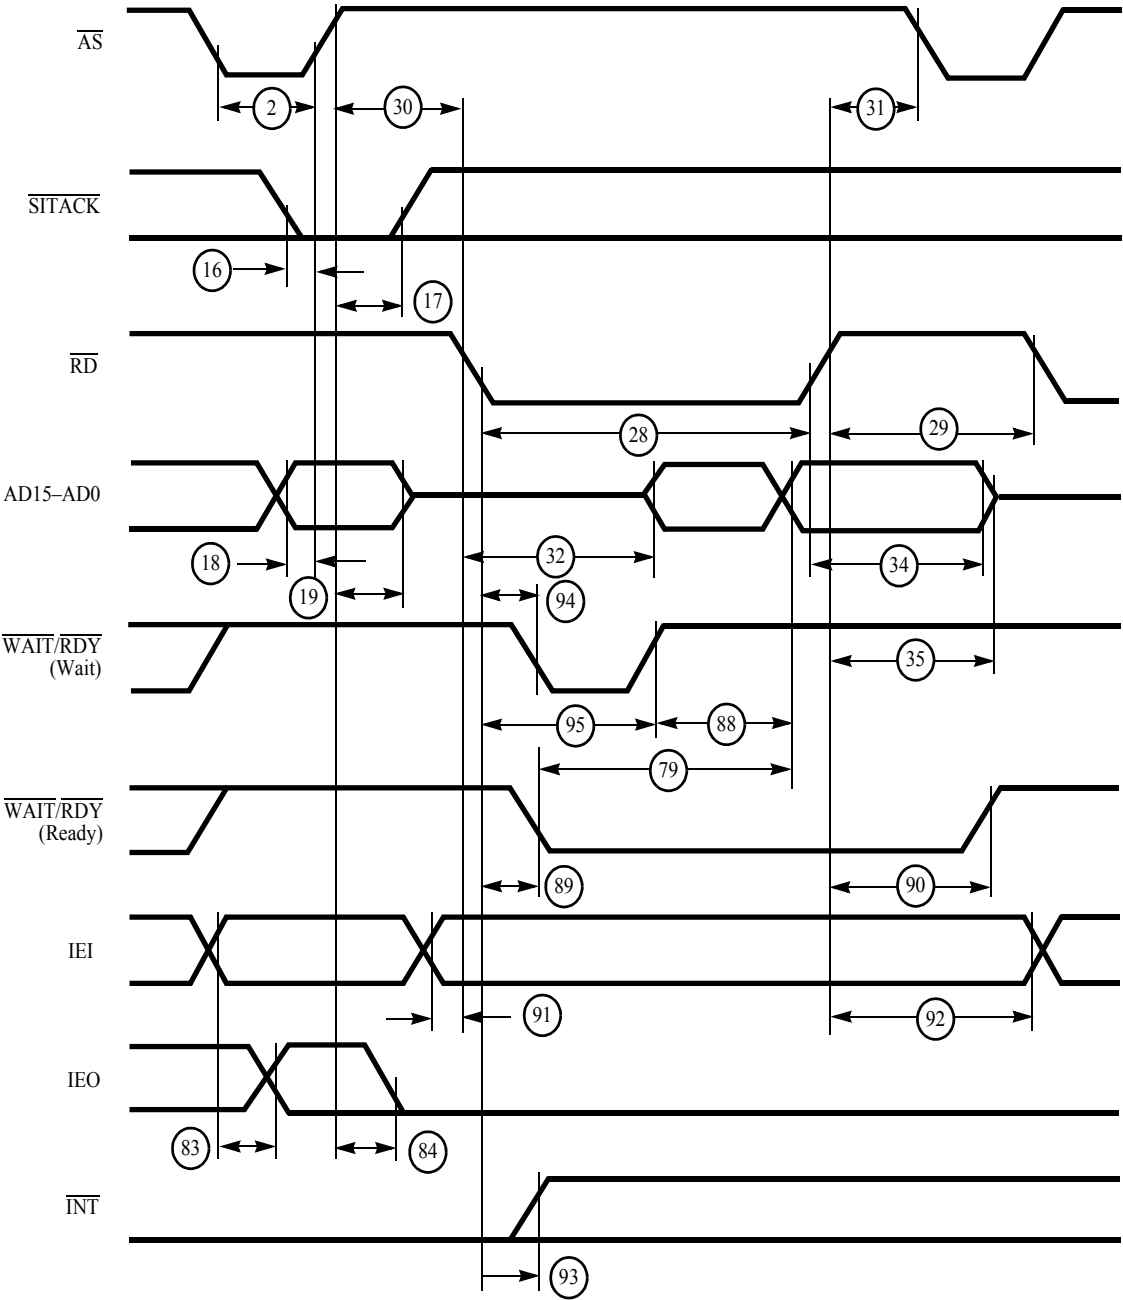 AS
2
30
31
SITACK
16
17
RD
28
29
AD15–AD0
18
32
34
19
94
WAIT/RDY
(Wait)
35
95
88
79
WAIT/RDY
(Ready)
89
90
IEI
91
92
IEO
83
84
INT
93